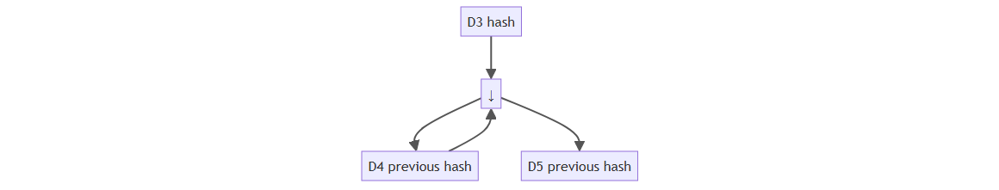 D3 hash
↓
D4 previous hash
D5 previous hash